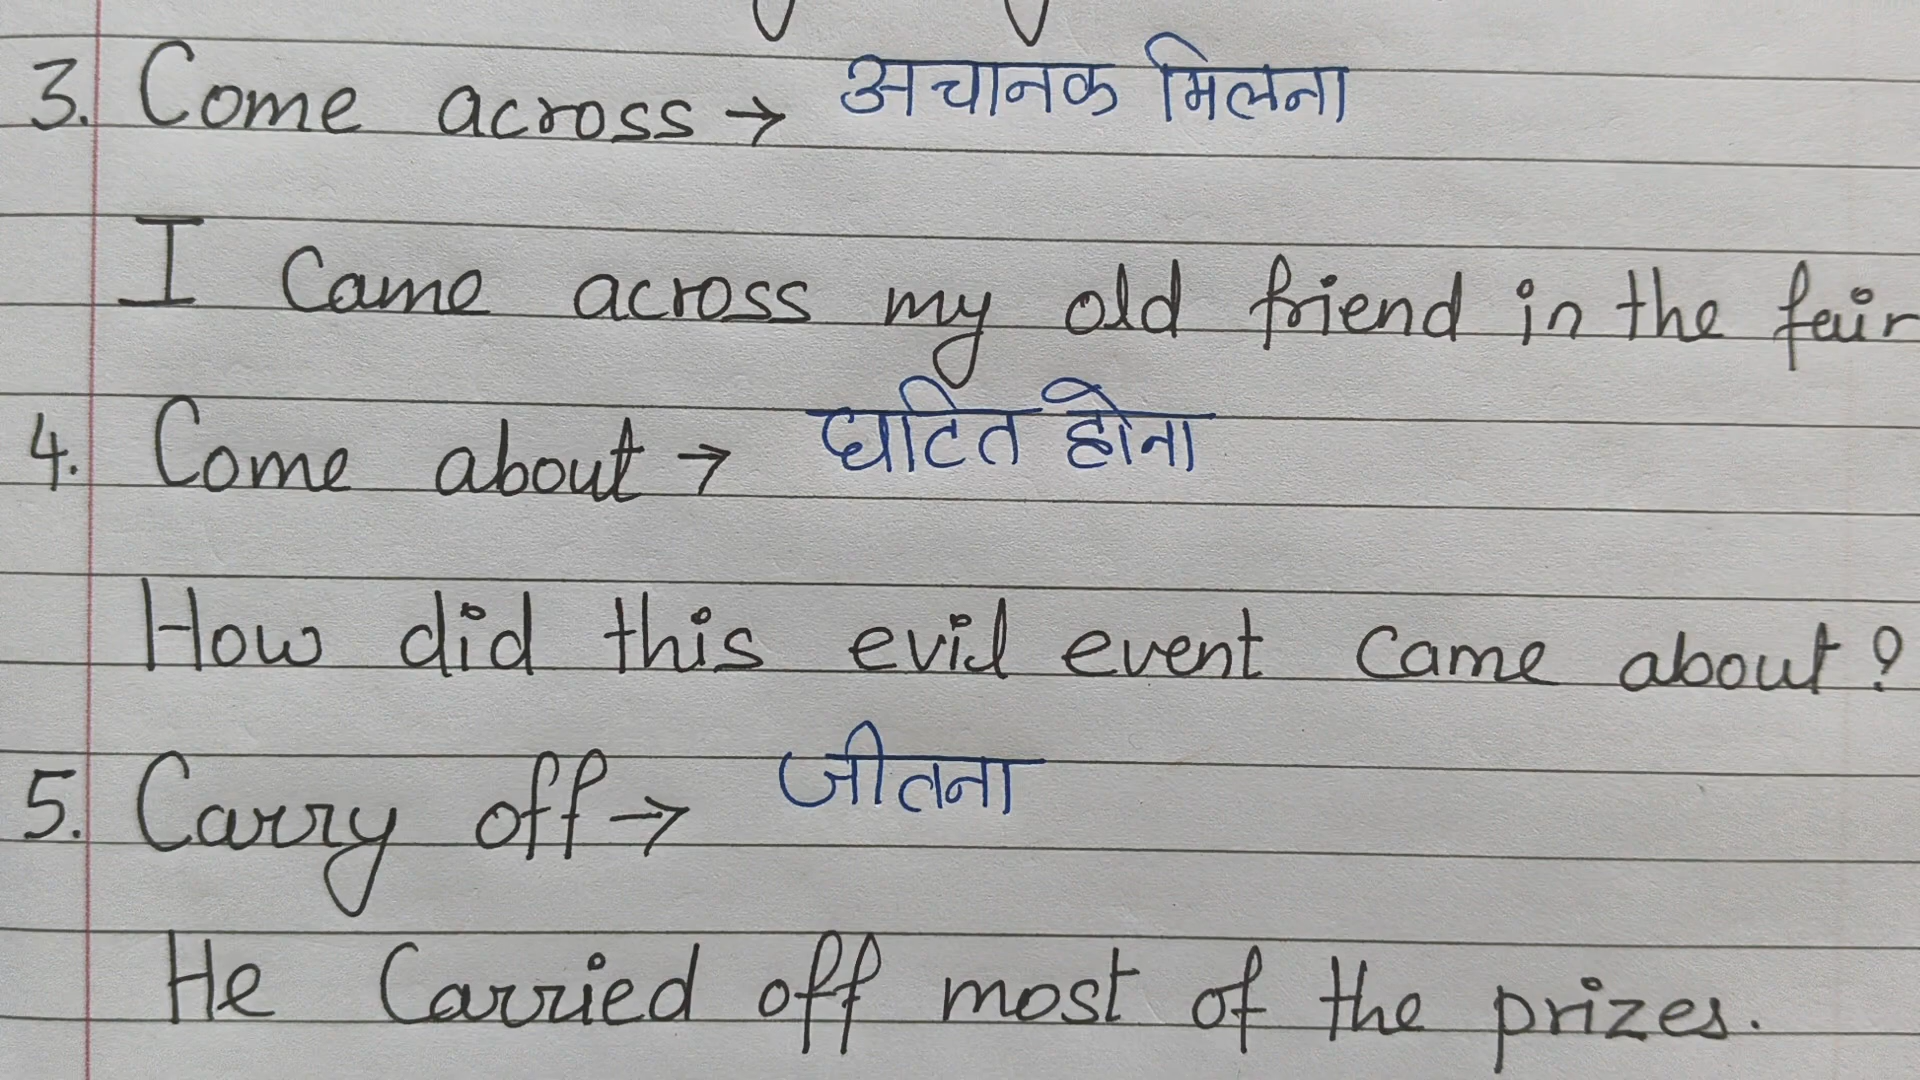 3. Come across → अचानक मिलना
I Came across my old friend in the fair
4. Come about → घटित होना
How did this evil event came about?
5. Carry off → जीतना
He Carried off most of the prizes.